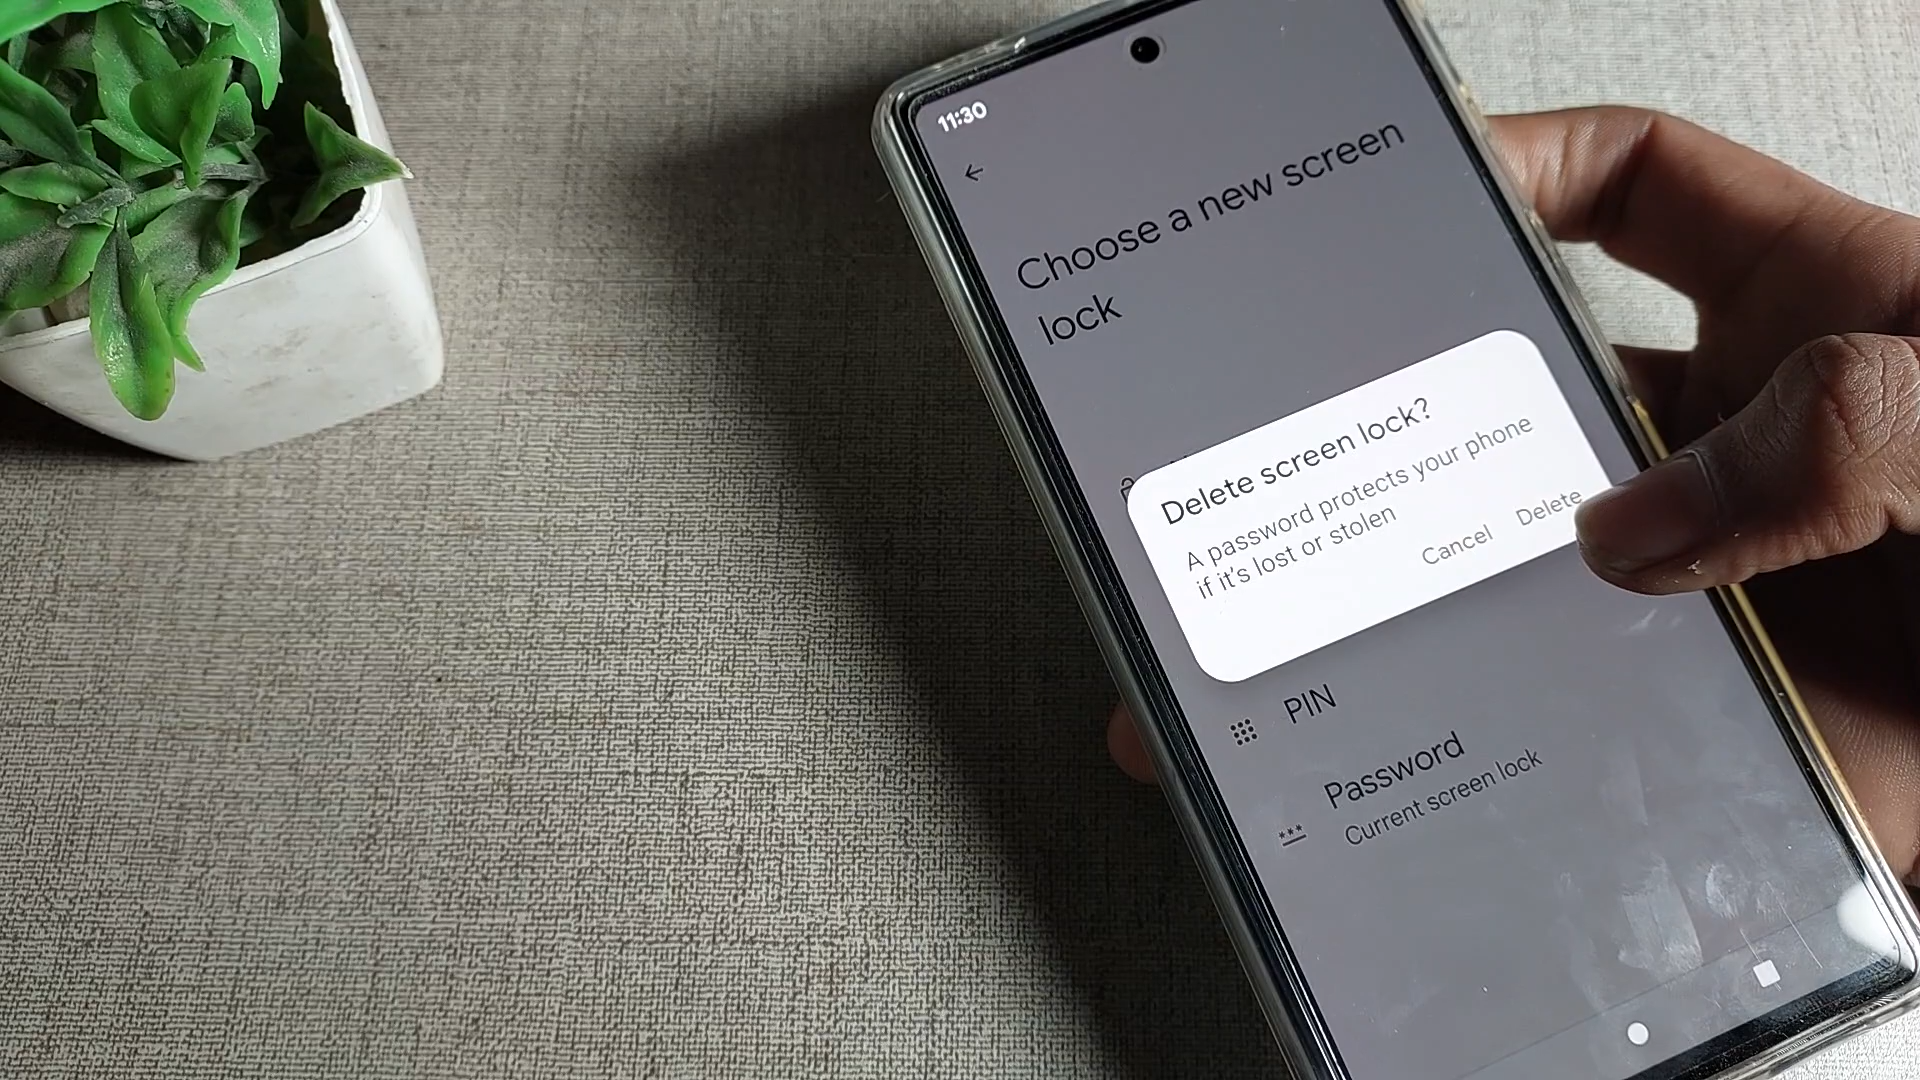 11:30
Choose a new screen
lock
Delete screen lock?
A password protects your phone
if it's lost or stolen
Cancel Delete
PIN
Password
Current screen lock